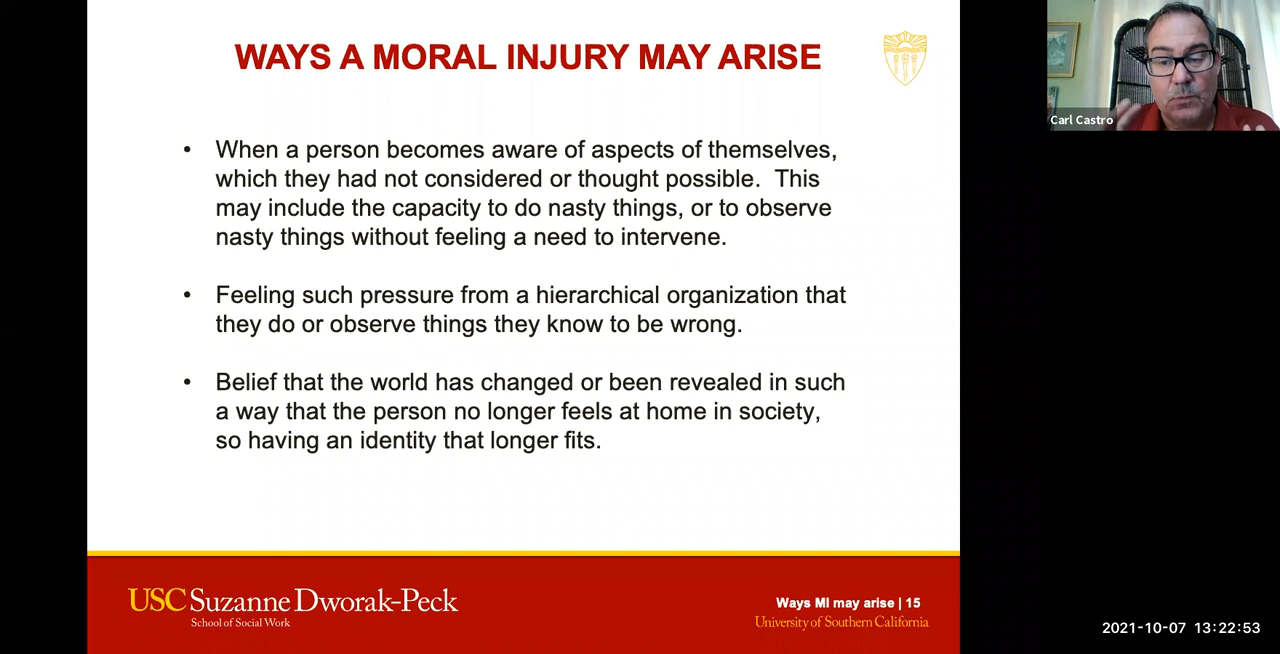 WAYS A MORAL INJURY MAY ARISE
• When a person becomes aware of aspects of themselves,
which they had not considered or thought possible.  This
may include the capacity to do nasty things, or to observe
nasty things without feeling a need to intervene.
• Feeling such pressure from a hierarchical organization that
they do or observe things they know to be wrong.
• Belief that the world has changed or been revealed in such
a way that the person no longer feels at home in society,
so having an identity that longer fits.
USC Suzanne Dworak-Peck
School of Social Work
Ways MI may arise | 15
University of Southern California
Carl Castro
2021-10-07 13:22:53